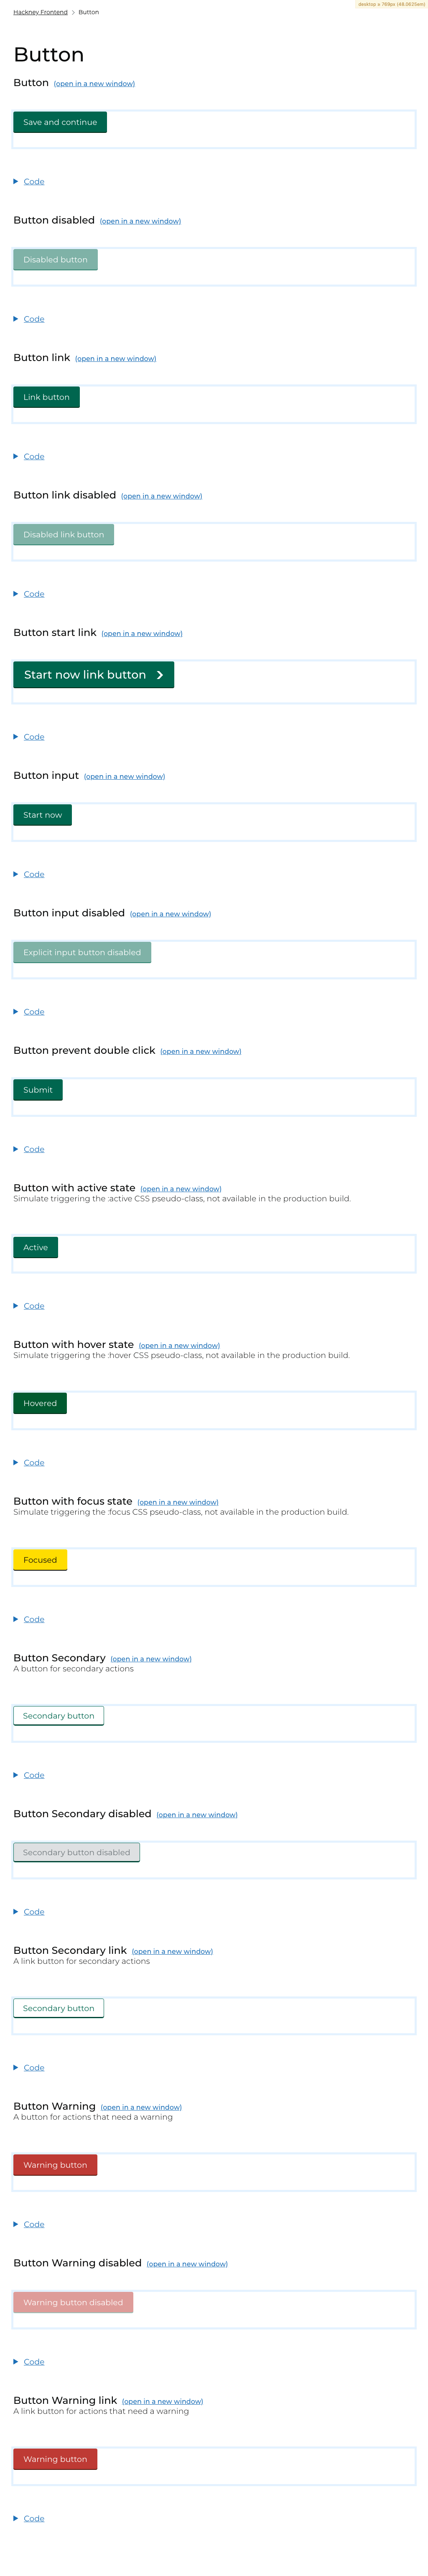 desktop ≥ 769px (48.0625em)
Hackney Frontend > Button
Button
Button (open in a new window)
Save and continue
Code
Button disabled (open in a new window)
Disabled button
Code
Button link (open in a new window)
Link button
Code
Button link disabled (open in a new window)
Disabled link button
Code
Button start link (open in a new window)
Start now link button
Code
Button input (open in a new window)
Start now
Code
Button input disabled (open in a new window)
Explicit input button disabled
Code
Button prevent double click (open in a new window)
Submit
Code
Button with active state (open in a new window)
Simulate triggering the :active CSS pseudo-class, not available in the production build.
Active
Code
Button with hover state (open in a new window)
Simulate triggering the :hover CSS pseudo-class, not available in the production build.
Hovered
Code
Button with focus state (open in a new window)
Simulate triggering the :focus CSS pseudo-class, not available in the production build.
Focused
Code
Button Secondary (open in a new window)
A button for secondary actions
Secondary button
Code
Button Secondary disabled (open in a new window)
Secondary button disabled
Code
Button Secondary link (open in a new window)
A link button for secondary actions
Secondary button
Code
Button Warning (open in a new window)
A button for actions that need a warning
Warning button
Code
Button Warning disabled (open in a new window)
Warning button disabled
Code
Button Warning link (open in a new window)
A link button for actions that need a warning
Warning button
Code